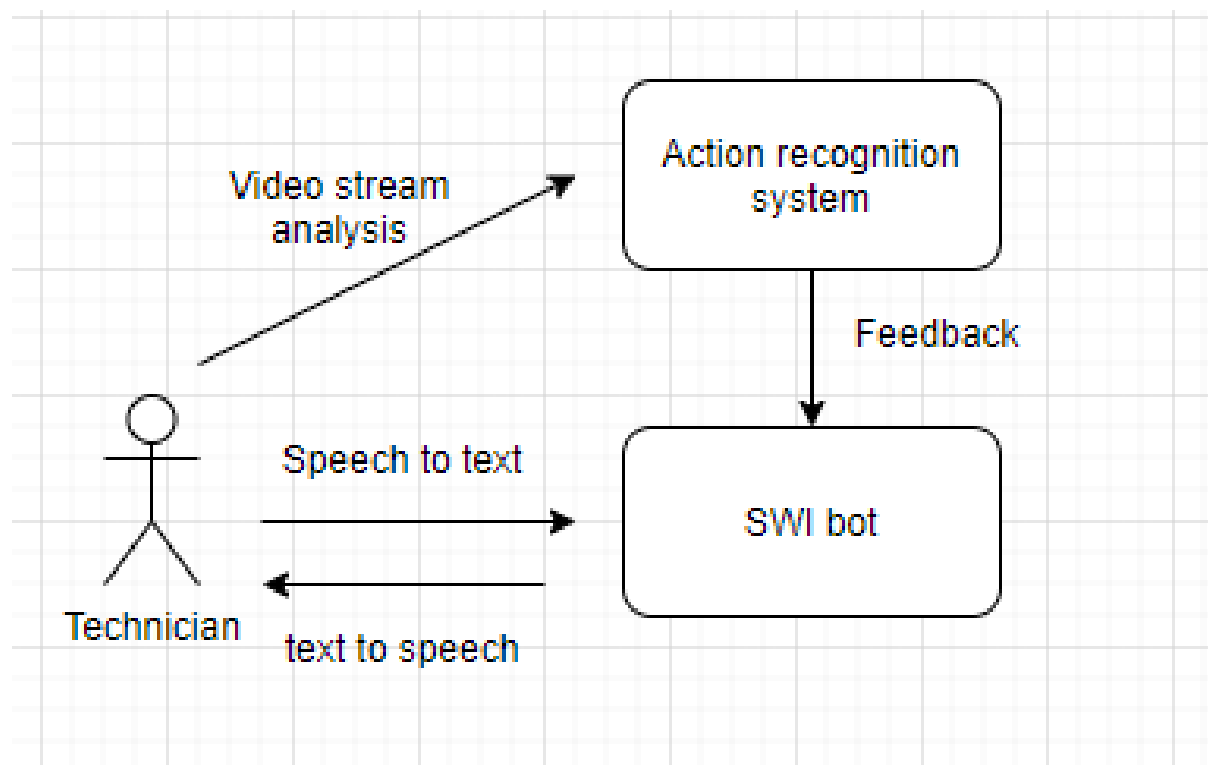 Action recognition
system
Video stream
analysis
Feedback
Speech to text
SWI bot
Technician
text to speech